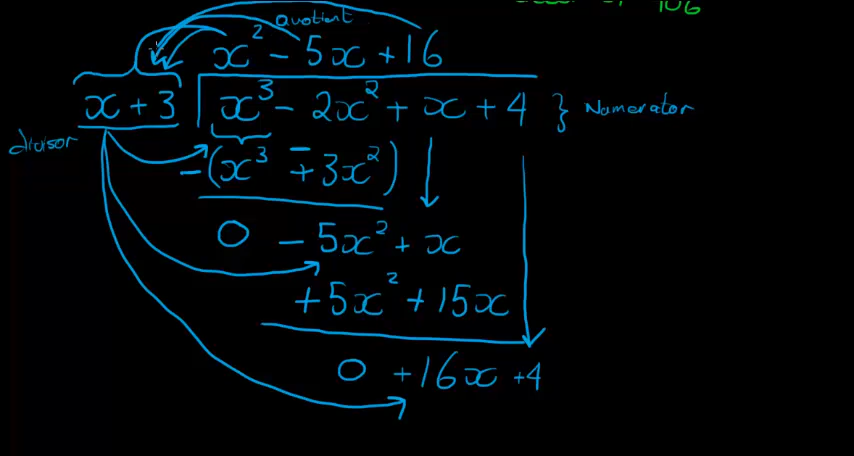 106
quotient
x² - 5x + 16
x + 3 x³ - 2x² + x + 4 } Numerator
divisor
-(x³ + 3x²)
0 - 5x² + x
+ 5x² + 15x
0 + 16x + 4